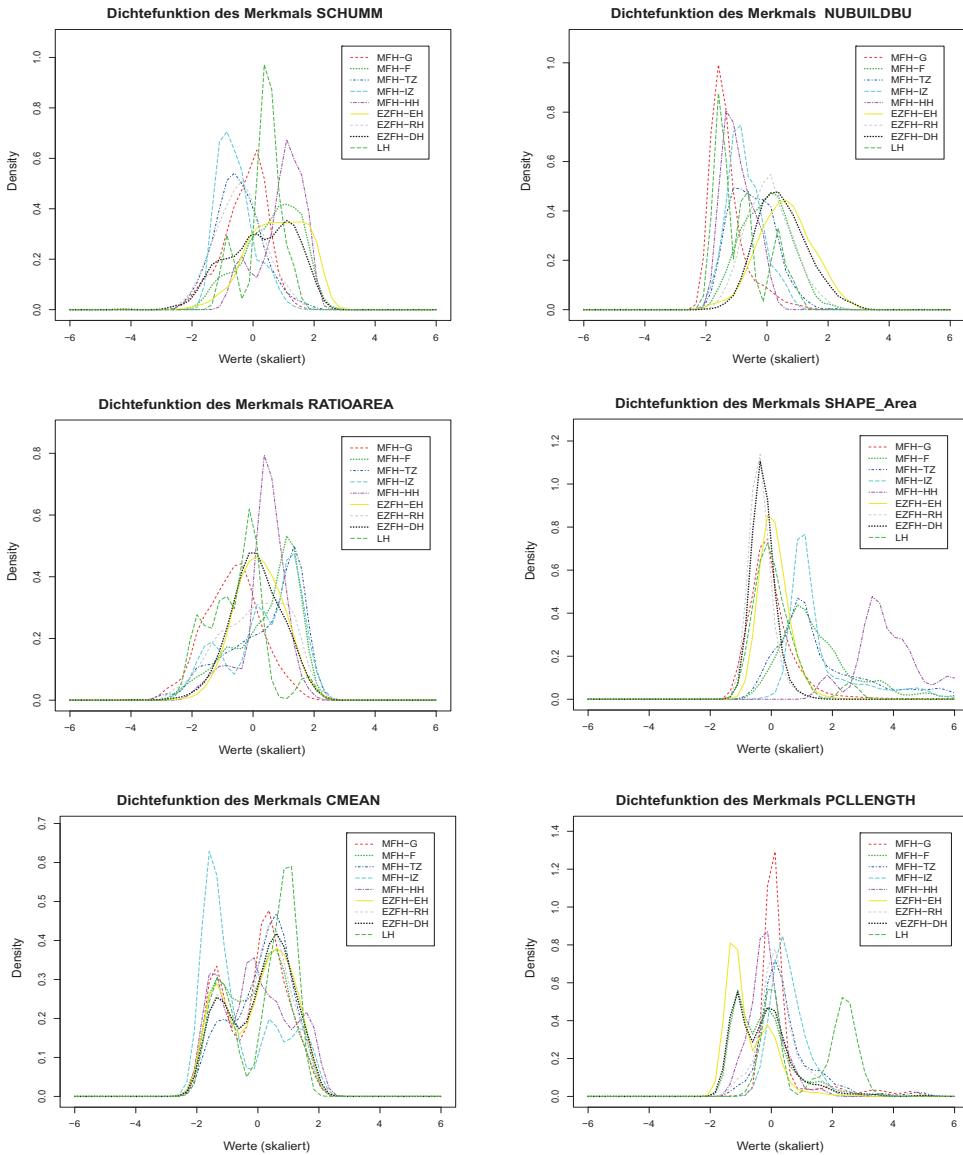 Dichtefunktion des Merkmals SCHUMM
Density
0.0
0.2
0.4
0.6
0.8
1.0
MFH−G
MFH−F
MFH−TZ
MFH−IZ
MFH−HH
EZFH−EH
EZFH−RH
EZFH−DH
LH
−6 −4 −2 0 2 4 6
Werte (skaliert)
Dichtefunktion des Merkmals NUBUILDBU
Density
0.0
0.2
0.4
0.6
0.8
1.0
MFH−G
MFH−F
MFH−TZ
MFH−IZ
MFH−HH
EZFH−EH
EZFH−RH
EZFH−DH
LH
−6 −4 −2 0 2 4 6
Werte (skaliert)
Dichtefunktion des Merkmals RATIOAREA
Density
0.0
0.2
0.4
0.6
0.8
MFH−G
MFH−F
MFH−TZ
MFH−IZ
MFH−HH
EZFH−EH
EZFH−RH
EZFH−DH
LH
−6 −4 −2 0 2 4 6
Werte (skaliert)
Dichtefunktion des Merkmals SHAPE_Area
Density
0.0
0.2
0.4
0.6
0.8
1.0
1.2
MFH−G
MFH−F
MFH−TZ
MFH−IZ
MFH−HH
EZFH−EH
EZFH−RH
EZFH−DH
LH
−6 −4 −2 0 2 4 6
Werte (skaliert)
Dichtefunktion des Merkmals CMEAN
Density
0.0
0.1
0.2
0.3
0.4
0.5
0.6
0.7
MFH−G
MFH−F
MFH−TZ
MFH−IZ
MFH−HH
EZFH−EH
EZFH−RH
EZFH−DH
LH
−6 −4 −2 0 2 4 6
Werte (skaliert)
Dichtefunktion des Merkmals PCLLENGTH
Density
0.0
0.2
0.4
0.6
0.8
1.0
1.2
1.4
MFH−G
MFH−F
MFH−TZ
MFH−IZ
MFH−HH
EZFH−EH
EZFH−RH
vEZFH−DH
LH
−6 −4 −2 0 2 4 6
Werte (skaliert)